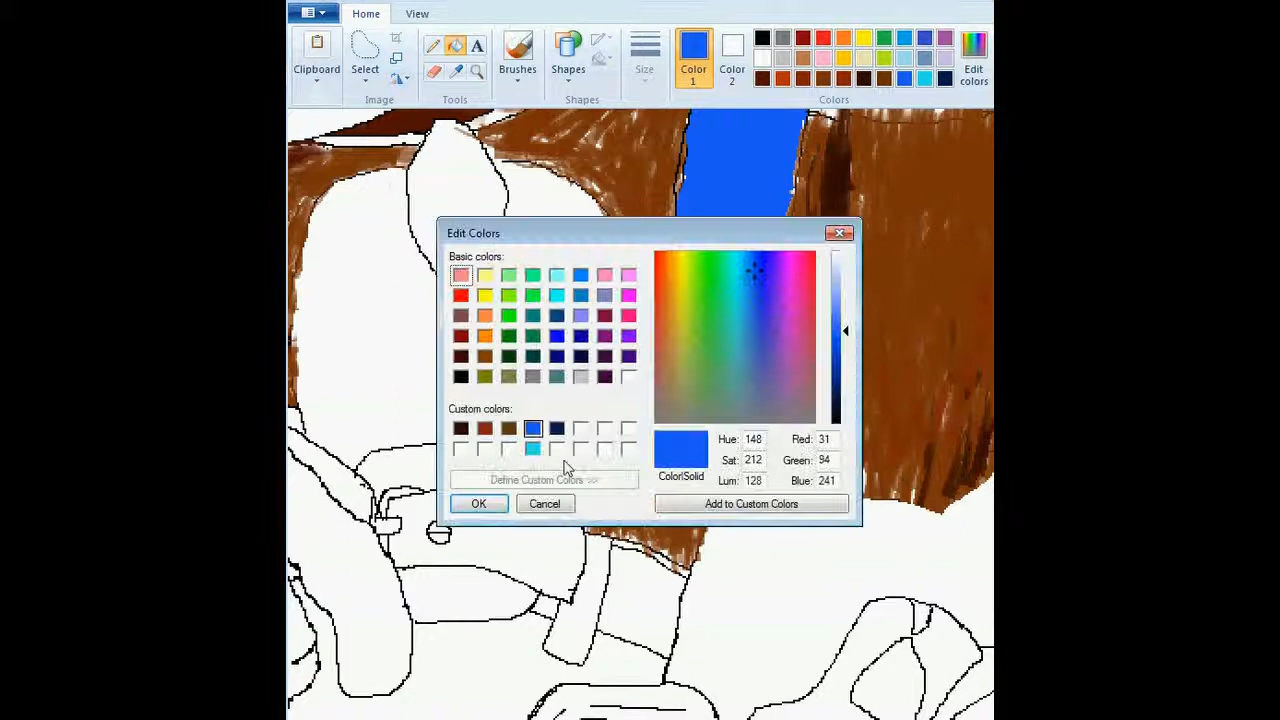 Home View
Clipboard
Select
Image
A
Tools
Brushes
Shapes
Shapes
Size
Color 1
Color 2
Edit colors
Colors
Edit Colors
Basic colors:
Custom colors:
Define Custom Colors >>
OK Cancel
Color|Solid
Hue: 148 Red: 31
Sat: 212 Green: 94
Lum: 128 Blue: 241
Add to Custom Colors